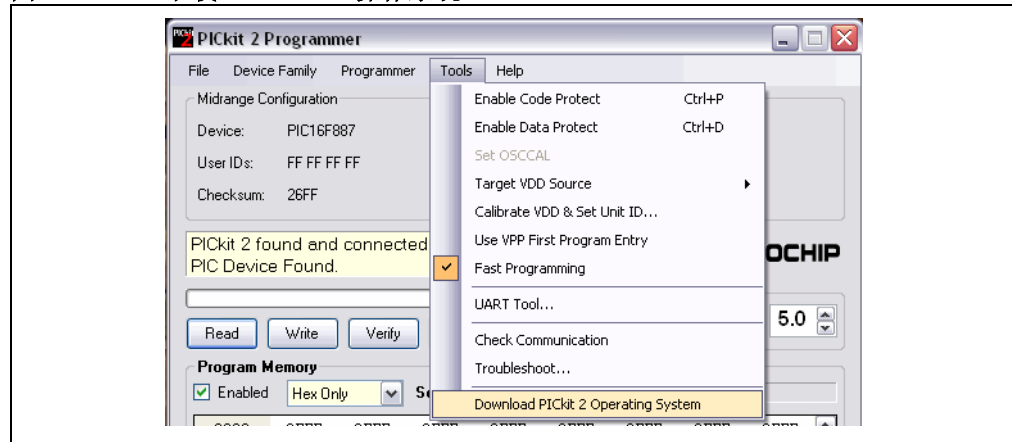 PICkit 2 Programmer
File Device Family Programmer Tools Help
Midrange Configuration
Device: PIC16F887
User IDs: FF FF FF FF
Checksum: 26FF
PICkit 2 found and connected
PIC Device Found.
OCHIP
Read Write Verify
5.0
Program Memory
Enabled Hex Only
Enable Code Protect Ctrl+P
Enable Data Protect Ctrl+D
Set OSCCAL
Target VDD Source
Calibrate VDD & Set Unit ID...
Use VPP First Program Entry
Fast Programming
UART Tool...
Check Communication
Troubleshoot...
Download PICkit 2 Operating System